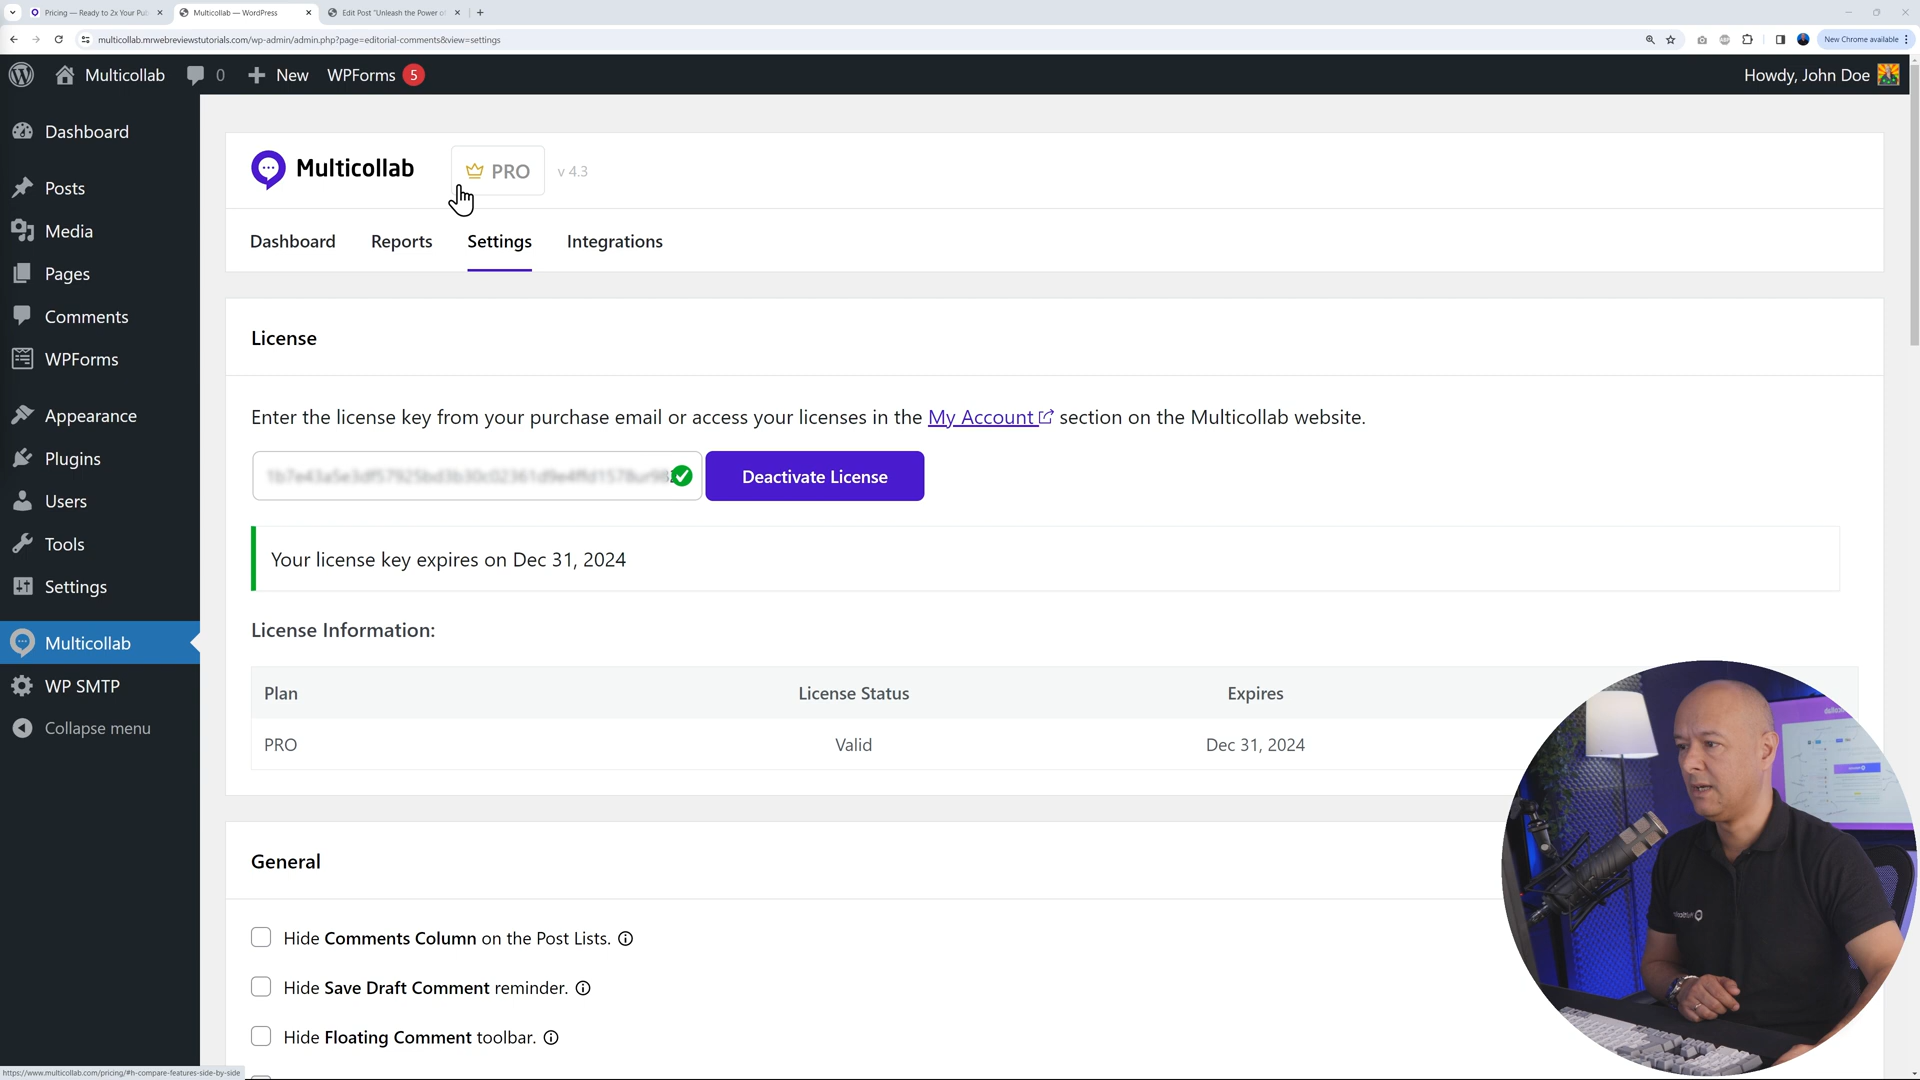 Pricing — Ready to 2x Your Pu
Multicollab — WordPress
Edit Post "Unleash the Power o
multicollab.mrwebreviewstutorials.com/wp-admin/admin.php?page=editorial-comments&view=settings
New Chrome available
Multicollab
0
New
WPForms 5
Howdy, John Doe
Dashboard
Posts
Media
Pages
Comments
WPForms
Appearance
Plugins
Users
Tools
Settings
Multicollab
WP SMTP
Collapse menu
Multicollab
PRO
v 4.3
Dashboard
Reports
Settings
Integrations
License
Enter the license key from your purchase email or access your licenses in the My Account section on the Multicollab website.
Deactivate License
Your license key expires on Dec 31, 2024
License Information:
Plan
License Status
Expires
PRO
Valid
Dec 31, 2024
General
Hide Comments Column on the Post Lists.
Hide Save Draft Comment reminder.
Hide Floating Comment toolbar.
https://www.multicollab.com/pricing/#h-compare-features-side-by-side